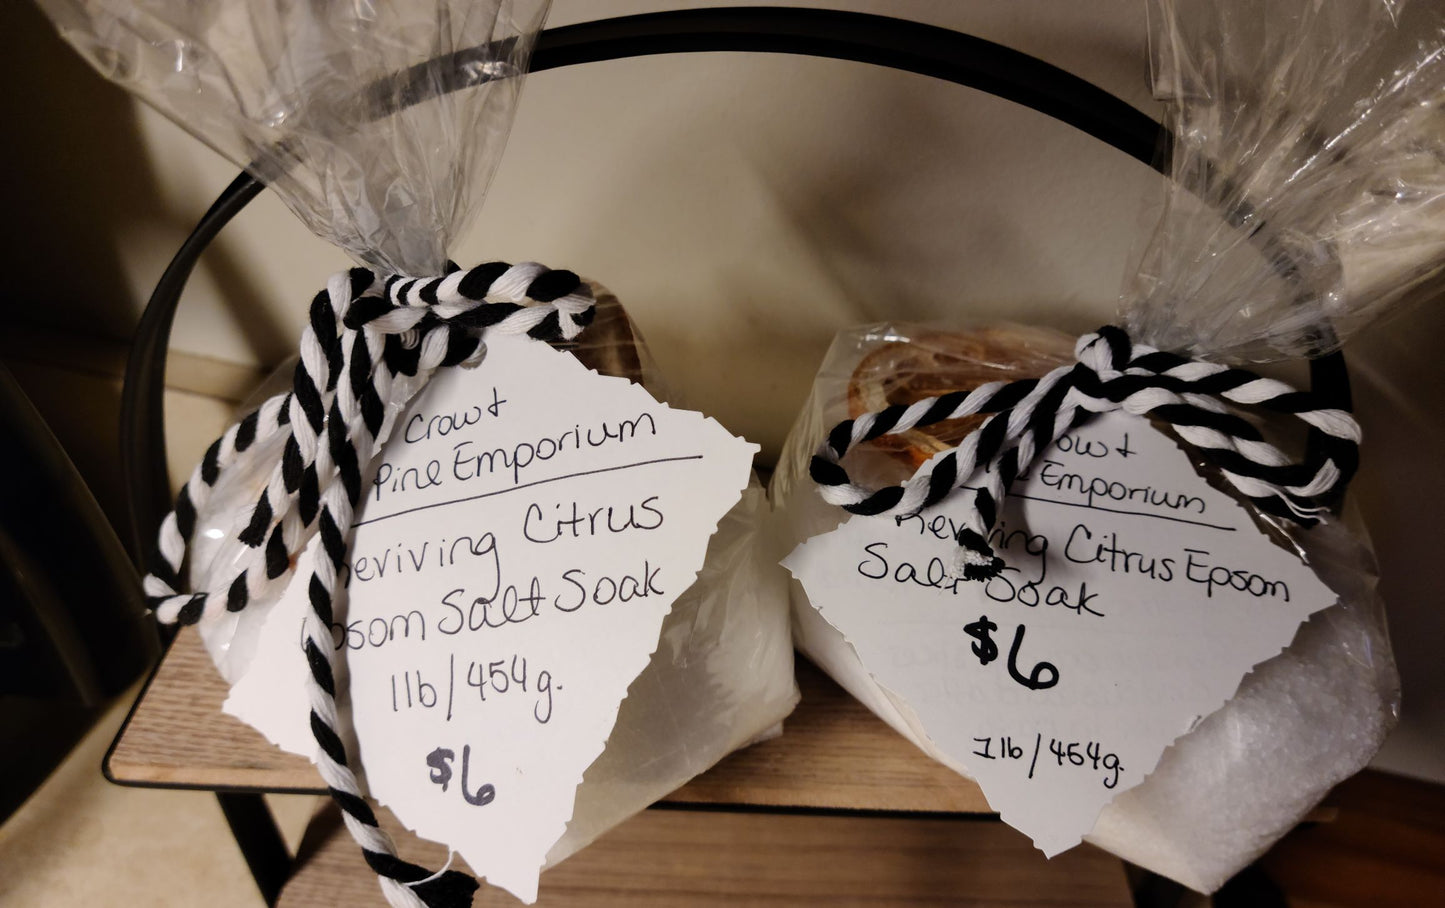 Crow &
Pine Emporium
Reviving Citrus
Epsom Salt Soak
1lb/454g.
$6
Crow &
Emporium
Reviving Citrus Epsom
Salt Soak
$6
1lb/454g.